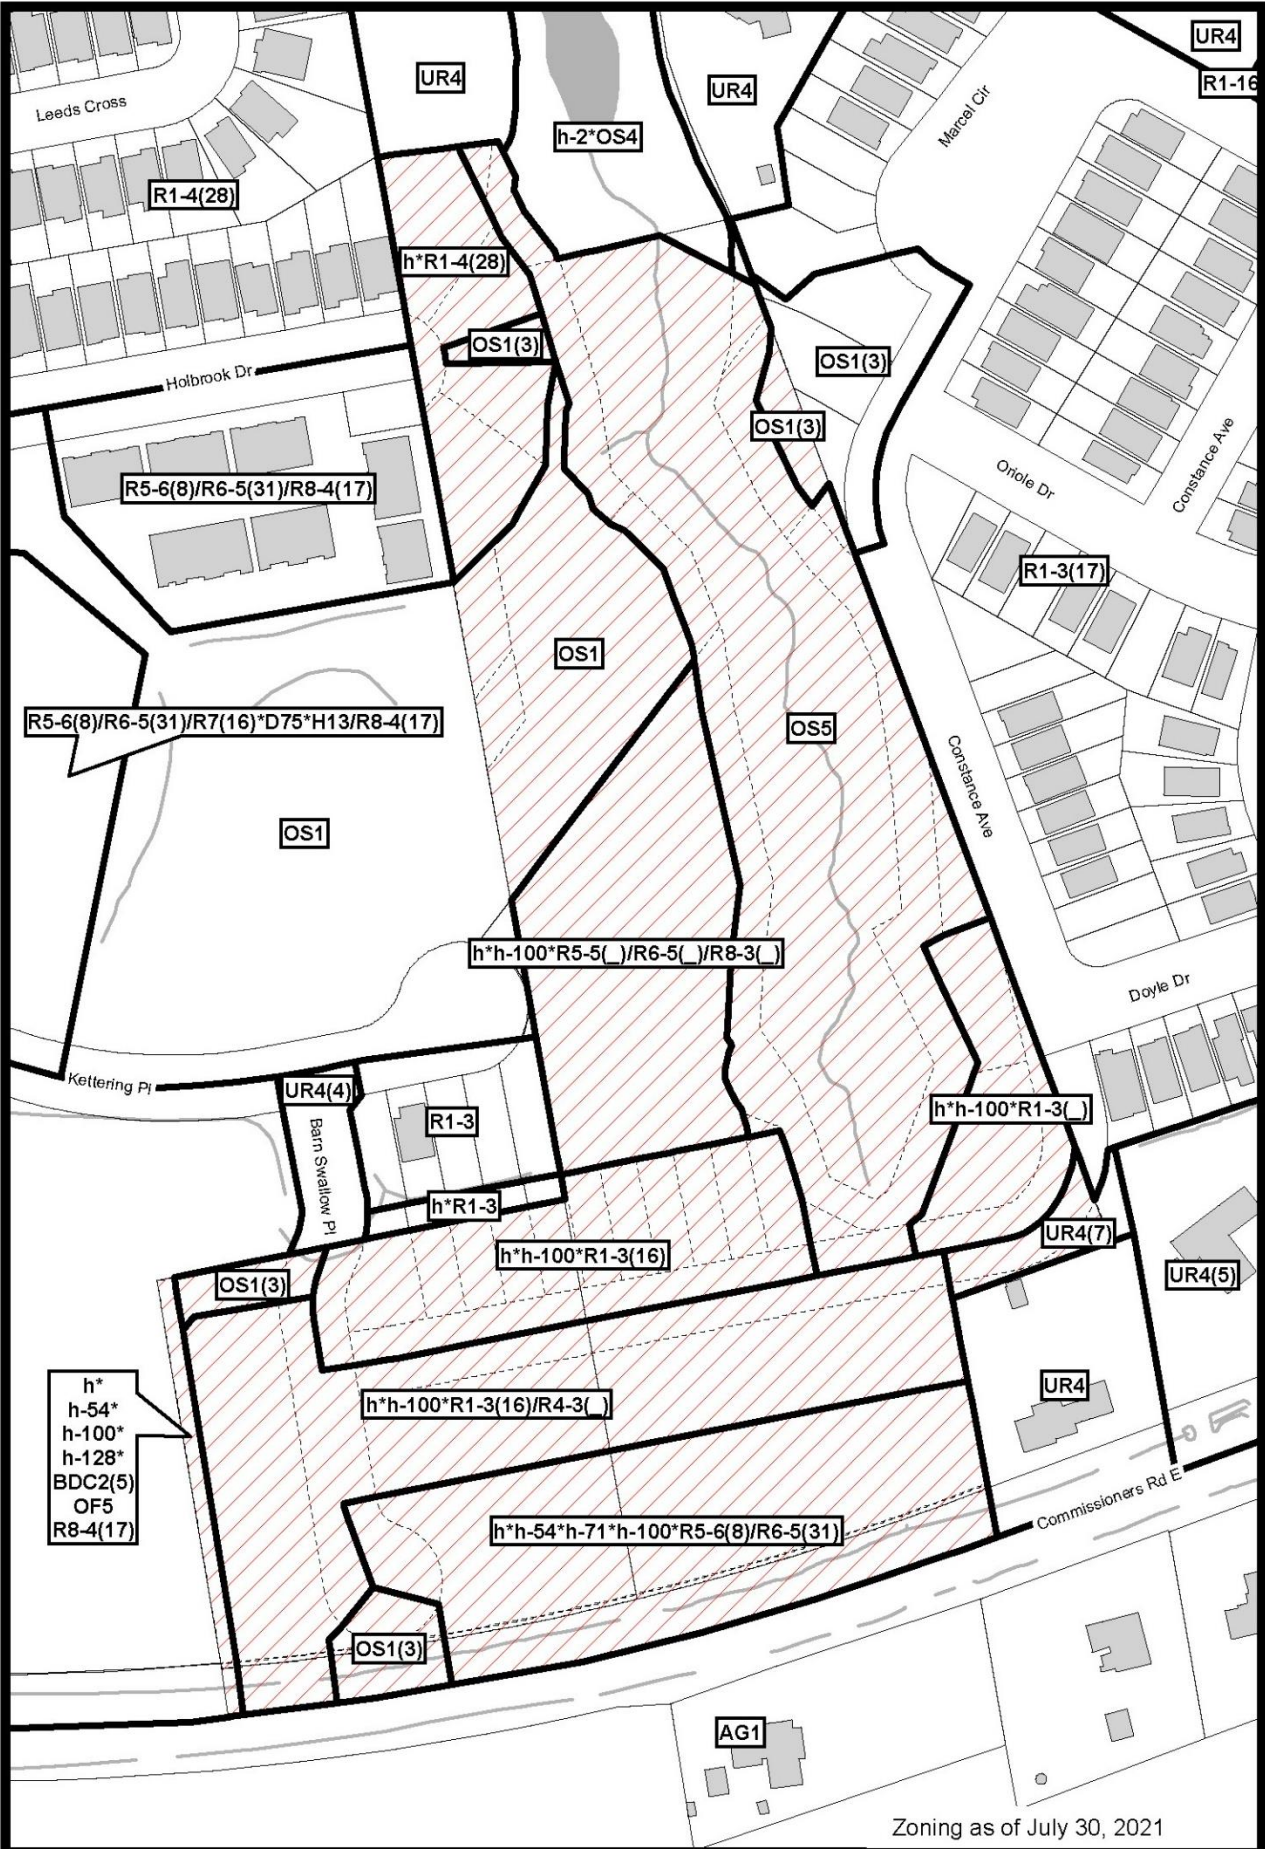 UR4
R1-16
UR4
UR4
h-2*OS4
Leeds Cross
Marcel Cir
R1-4(28)
h*R1-4(28)
OS1(3)
OS1(3)
Holbrook Dr
OS1(3)
Constance Ave
Oriole Dr
R5-6(8)/R6-5(31)/R8-4(17)
R1-3(17)
OS1
R5-6(8)/R6-5(31)/R7(16)*D75*H13/R8-4(17)
OS5
Constance Ave
OS1
h*h-100*R5-5(_)/R6-5(_)/R8-3(_)
Doyle Dr
Kettering Pl
UR4(4)
R1-3
h*h-100*R1-3(_)
Barn Swallow Pl
h*R1-3
UR4(7)
h*h-100*R1-3(16)
UR4(5)
OS1(3)
h*
h-54*
h-100*
h-128*
BDC2(5)
OF5
R8-4(17)
UR4
h*h-100*R1-3(16)/R4-3(_)
Commissioners Rd E
h*h-54*h-71*h-100*R5-6(8)/R6-5(31)
OS1(3)
AG1
Zoning as of July 30, 2021